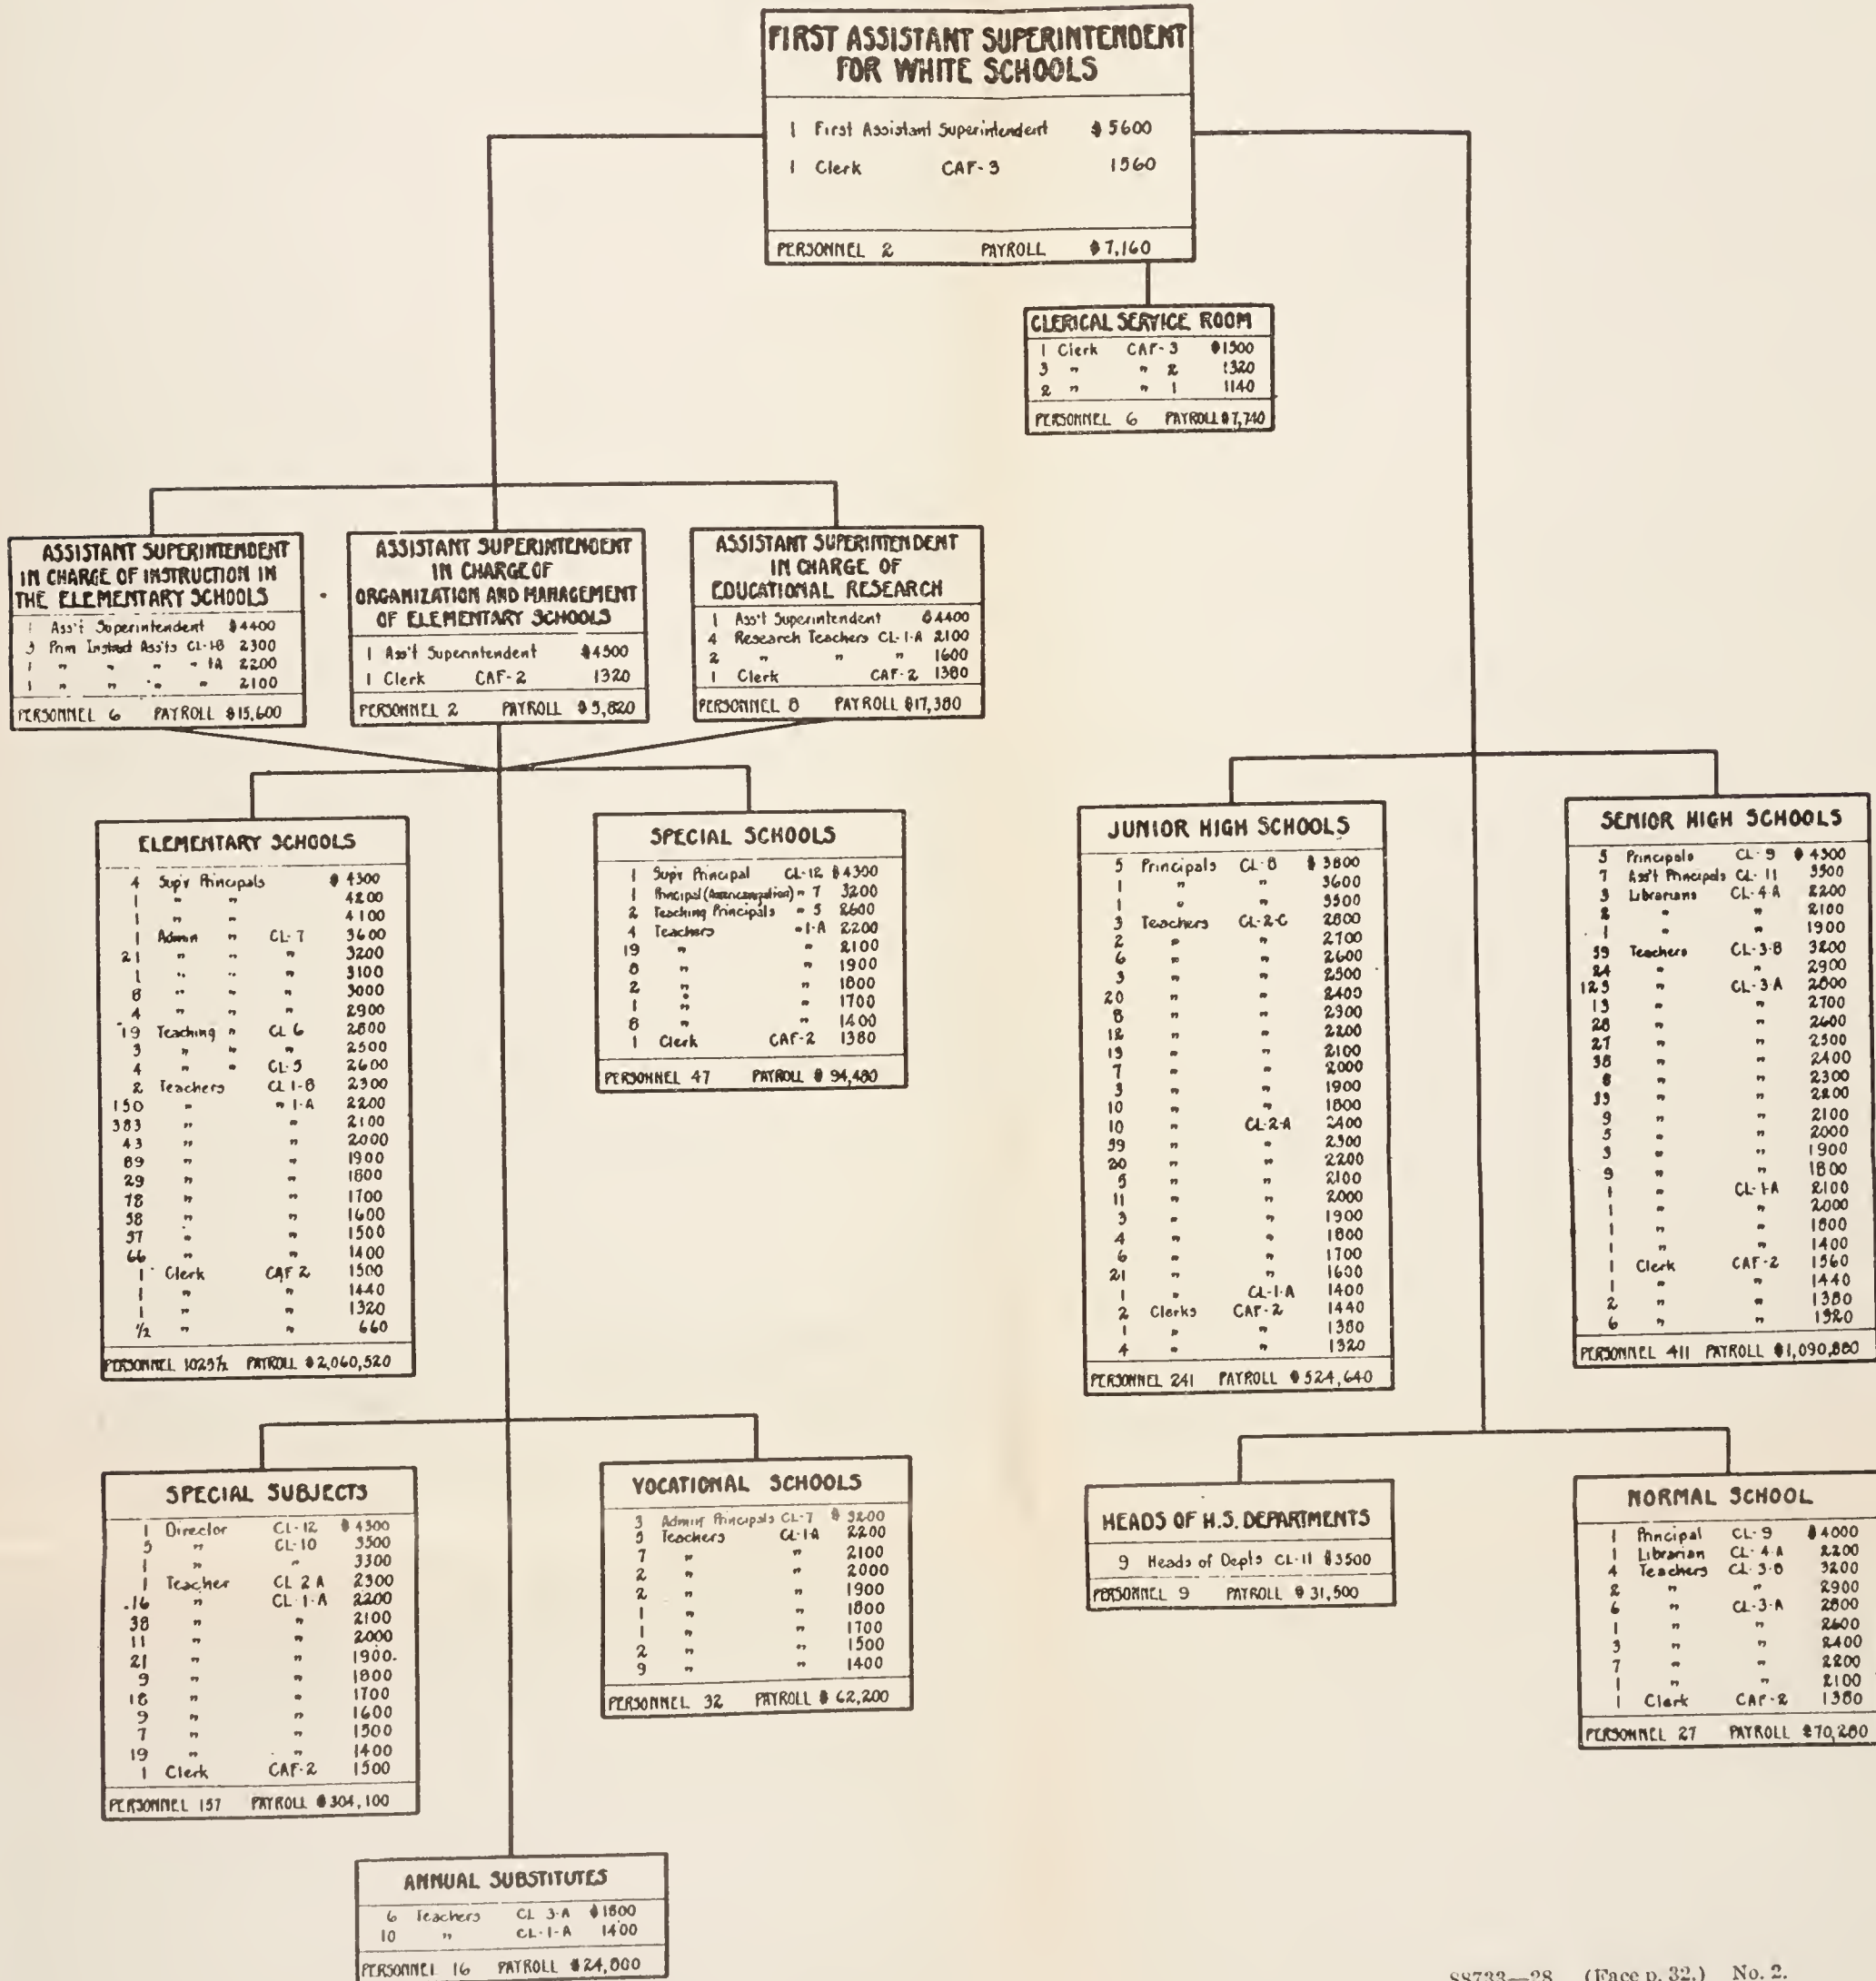 FIRST ASSISTANT SUPERINTENDENT
FOR WHITE SCHOOLS
1 First Assistant Superintendent $5600
1 Clerk CAF-3 1560
PERSONNEL 2 PAYROLL $7,160
CLERICAL SERVICE ROOM
1 Clerk CAF-3 $1500
3 " " 2 1320
2 " " 1 1140
PERSONNEL 6 PAYROLL $7,740
ASSISTANT SUPERINTENDENT
IN CHARGE OF INSTRUCTION IN
THE ELEMENTARY SCHOOLS
1 Ass't Superintendent $4400
3 Prim Instruct Ass'ts CL-1B 2300
1 " " " " 1A 2200
1 " " " " 2100
PERSONNEL 6 PAYROLL $15,600
ASSISTANT SUPERINTENDENT
IN CHARGE OF
ORGANIZATION AND MANAGEMENT
OF ELEMENTARY SCHOOLS
1 Ass't Superintendent $4500
1 Clerk CAF-2 1320
PERSONNEL 2 PAYROLL $5,820
ASSISTANT SUPERINTENDENT
IN CHARGE OF
EDUCATIONAL RESEARCH
1 Ass't Superintendent $4400
4 Research Teachers CL-1-A 2100
2 " " " 1600
1 Clerk CAF-2 1380
PERSONNEL 8 PAYROLL $17,380
ELEMENTARY SCHOOLS
4 Sup'v Principals $4300
1 " " 4200
1 " " 4100
1 Admin " CL-7 3600
21 " " " 3200
1 " " " 3100
8 " " " 3000
4 " " " 2900
19 Teaching " CL 6 2800
3 " " " 2500
4 " " CL-5 2600
2 Teachers CL 1-B 2300
150 " " 1-A 2200
383 " " 2100
43 " " 2000
89 " " 1900
29 " " 1800
78 " " 1700
58 " " 1600
57 " " 1500
66 " " 1400
1 Clerk CAF 2 1500
1 " " 1440
1 " " 1320
1/2 " " 660
PERSONNEL 1025 1/2 PAYROLL $2,060,520
SPECIAL SCHOOLS
1 Sup'v Principal CL-12 $4300
1 Principal (Americanization) " 7 3200
2 Teaching Principals " 5 2600
4 Teachers " 1-A 2200
19 " " 2100
8 " " 1900
2 " " 1800
1 " " 1700
8 " " 1400
1 Clerk CAF-2 1380
PERSONNEL 47 PAYROLL $94,480
JUNIOR HIGH SCHOOLS
5 Principals CL-8 $3800
1 " " 3600
1 " " 3500
3 Teachers CL-2-C 2800
2 " " 2700
6 " " 2600
3 " " 2500
20 " " 2400
8 " " 2300
12 " " 2200
13 " " 2100
7 " " 2000
3 " " 1900
10 " " 1800
10 " CL-2-A 2400
59 " " 2300
20 " " 2200
5 " " 2100
11 " " 2000
3 " " 1900
4 " " 1800
6 " " 1700
21 " " 1600
1 " CL-1-A 1400
2 Clerks CAF-2 1440
1 " " 1380
4 " " 1320
PERSONNEL 241 PAYROLL $524,640
SENIOR HIGH SCHOOLS
5 Principals CL-9 $4500
7 Ass't Principals CL-11 3500
3 Librarians CL-4-A 2200
2 " " 2100
1 " " 1900
59 Teachers CL-3-B 3200
24 " " 2900
125 " CL-3-A 2800
13 " " 2700
28 " " 2600
27 " " 2500
38 " " 2400
8 " " 2300
33 " " 2200
9 " " 2100
5 " " 2000
3 " " 1900
9 " " 1800
1 " CL-1-A 2100
1 " " 2000
1 " " 1800
1 " " 1400
1 Clerk CAF-2 1560
1 " " 1440
2 " " 1380
6 " " 1320
PERSONNEL 411 PAYROLL $1,090,880
SPECIAL SUBJECTS
1 Director CL-12 $4300
5 " CL-10 3500
1 " " 3300
1 Teacher CL 2 A 2300
16 " CL-1-A 2200
38 " " 2100
11 " " 2000
21 " " 1900
9 " " 1800
18 " " 1700
9 " " 1600
7 " " 1500
19 " " 1400
1 Clerk CAF-2 1500
PERSONNEL 157 PAYROLL $304,100
VOCATIONAL SCHOOLS
3 Admin Principals CL-7 $3200
5 Teachers CL-1-A 2200
7 " " 2100
2 " " 2000
2 " " 1900
1 " " 1800
1 " " 1700
2 " " 1500
9 " " 1400
PERSONNEL 32 PAYROLL $62,200
HEADS OF H.S. DEPARTMENTS
9 Heads of Depts CL-11 $3500
PERSONNEL 9 PAYROLL $31,500
NORMAL SCHOOL
1 Principal CL-9 $4000
1 Librarian CL-4-A 2200
4 Teachers CL-3-B 3200
2 " " 2900
6 " CL-3-A 2800
1 " " 2600
3 " " 2400
7 " " 2200
1 " " 2100
1 Clerk CAF-2 1380
PERSONNEL 27 PAYROLL $70,280
ANNUAL SUBSTITUTES
6 Teachers CL 3-A $1800
10 " CL-1-A 1400
PERSONNEL 16 PAYROLL $24,800
88733—28 (Face p. 32.) No. 2.